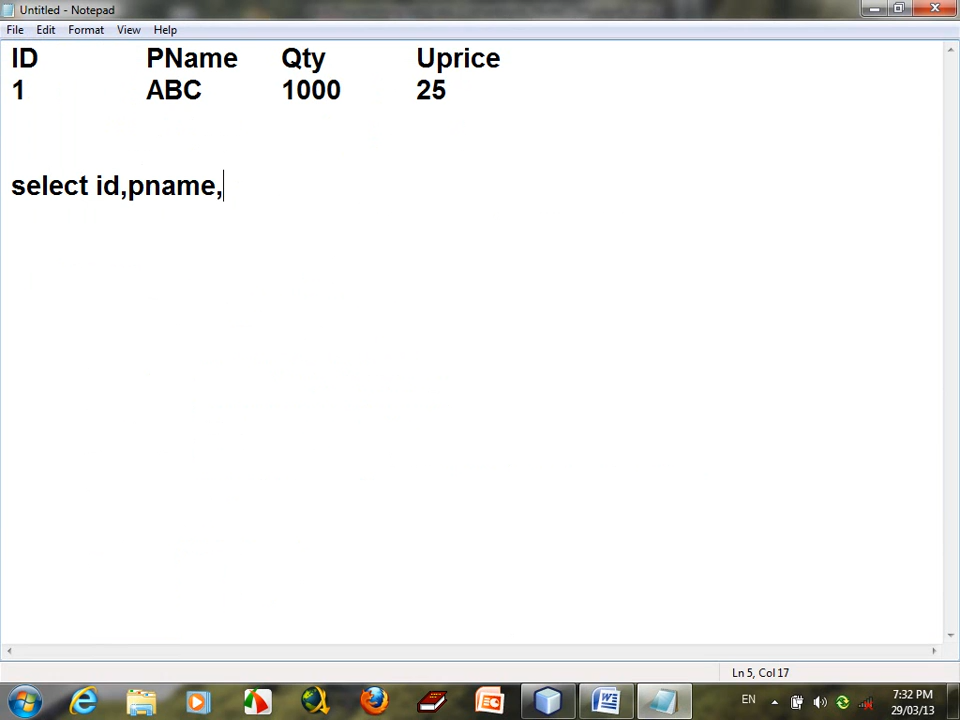 Untitled - Notepad
File Edit Format View Help
ID PName Qty Uprice
1 ABC 1000 25
select id,pname,
Ln 5, Col 17
EN
7:32 PM
29/03/13